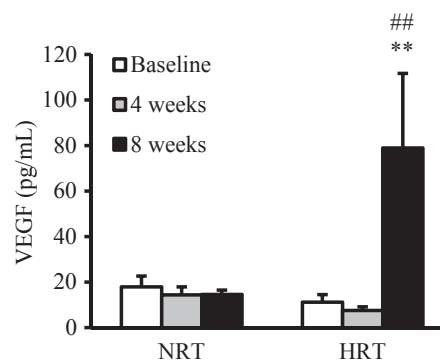 ##
**
120
100
80
60
40
20
0
VEGF (pg/mL)
Baseline
4 weeks
8 weeks
NRT
HRT